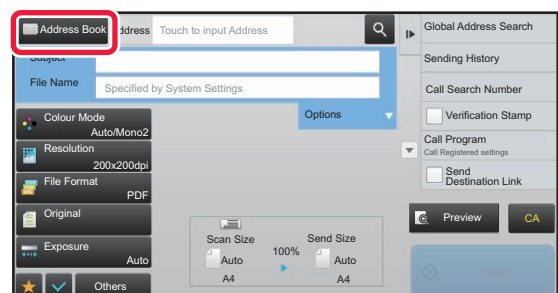 Address Book
ddress
Touch to input Address
Subject
File Name
Specified by System Settings
Options
Colour Mode
Auto/Mono2
Resolution
200x200dpi
File Format
PDF
Original
Exposure
Auto
Others
Scan Size
Auto
A4
100%
Send Size
Auto
A4
Global Address Search
Sending History
Call Search Number
Verification Stamp
Call Program
Call Registered settings
Send
Destination Link
Preview
CA
Start